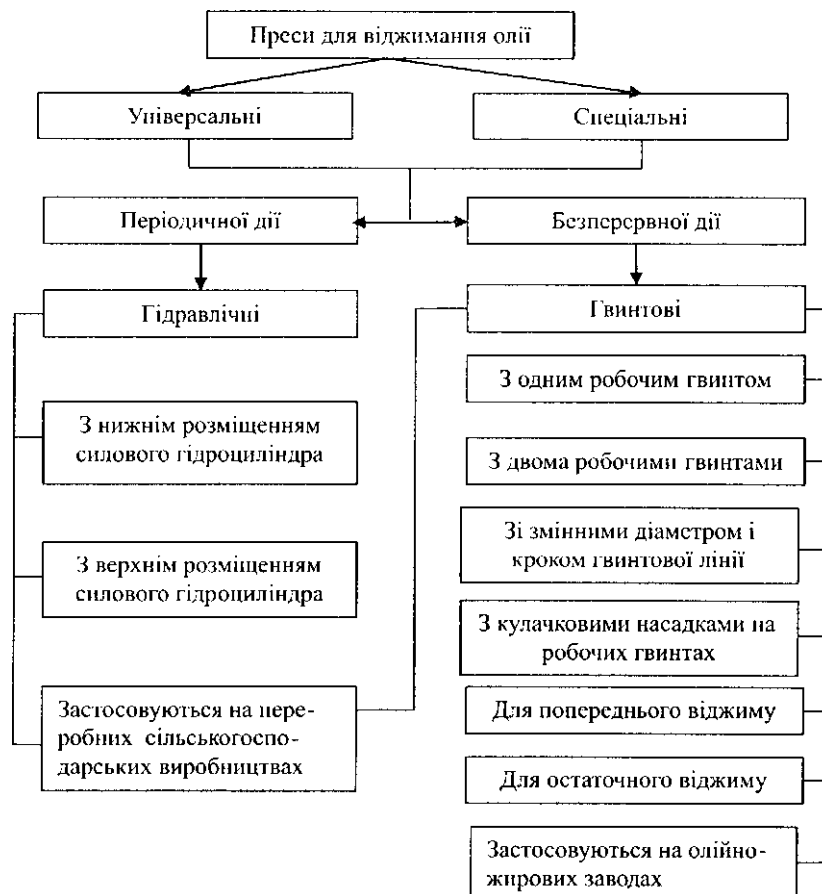 Преси для віджимання олії
Універсальні
Спеціальні
Періодичної дії
Безперервної дії
Гідравлічні
Гвинтові
З одним робочим гвинтом
З нижнім розміщенням
силового гідроциліндра
З двома робочими гвинтами
Зі змінними діаметром і
кроком гвинтової лінії
З верхнім розміщенням
силового гідроциліндра
З кулачковими насадками на
робочих гвинтах
Застосовуються на пере-
робних сільськогоспо-
дарських виробництвах
Для попереднього віджиму
Для остаточного віджиму
Застосовуються на олійно-
жирових заводах